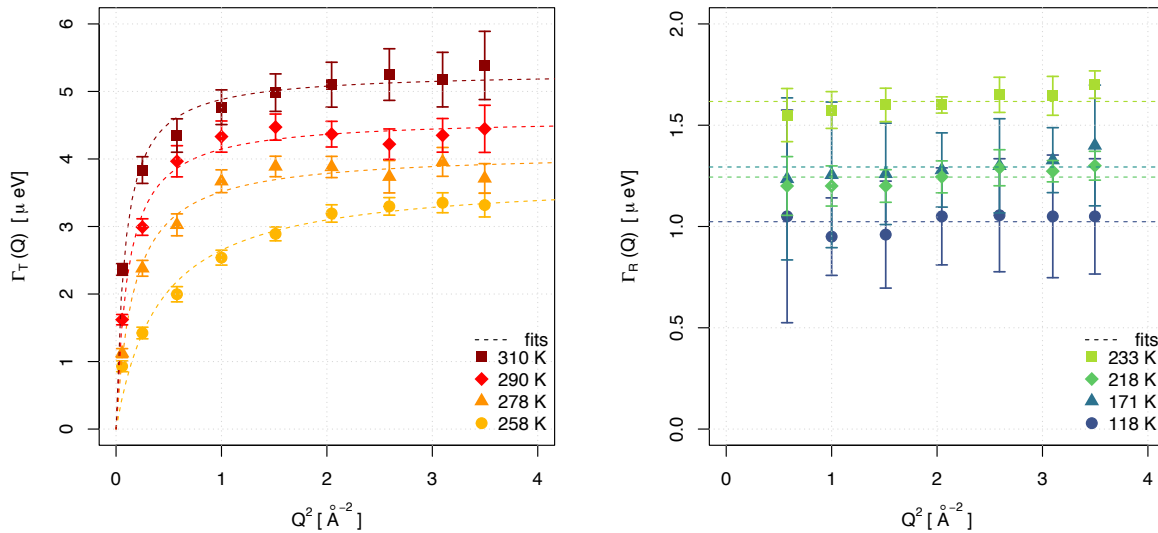 Γ_T (Q) [ μ eV]
6
5
4
3
2
1
0
0 1 2 3 4
Q² [ Å⁻² ]
fits
310 K
290 K
278 K
258 K
Γ_R (Q) [ μ eV]
2.0
1.5
1.0
0.5
0.0
0 1 2 3 4
Q² [ Å⁻² ]
fits
233 K
218 K
171 K
118 K